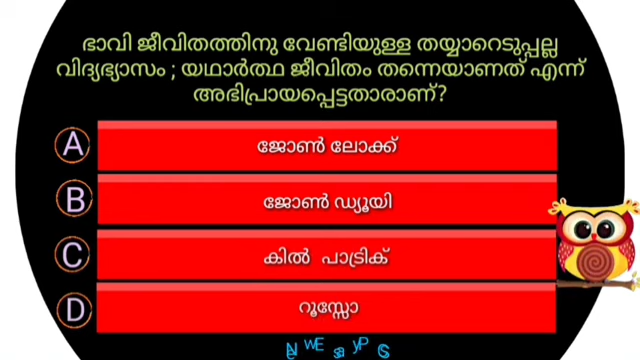 ഭാവി ജീവിതത്തിനു വേണ്ടിയുള്ള തയ്യാറെടുപ്പല്ല
വിദ്യഭ്യാസം ; യഥാർത്ഥ ജീവിതം തന്നെയാണത് എന്ന്
അഭിപ്രായപ്പെട്ടതാരാണ്?
A ജോൺ ലോക്ക്
B ജോൺ ഡ്യൂയി
C കിൽ പാട്രിക്
D റൂസ്സോ